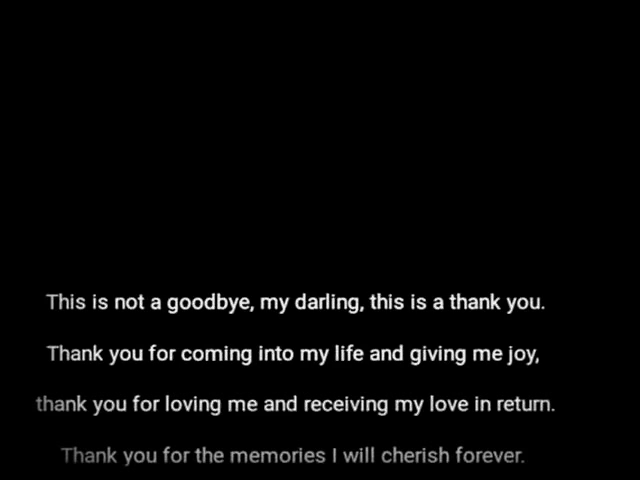 This is not a goodbye, my darling, this is a thank you.
Thank you for coming into my life and giving me joy,
thank you for loving me and receiving my love in return.
Thank you for the memories I will cherish forever.